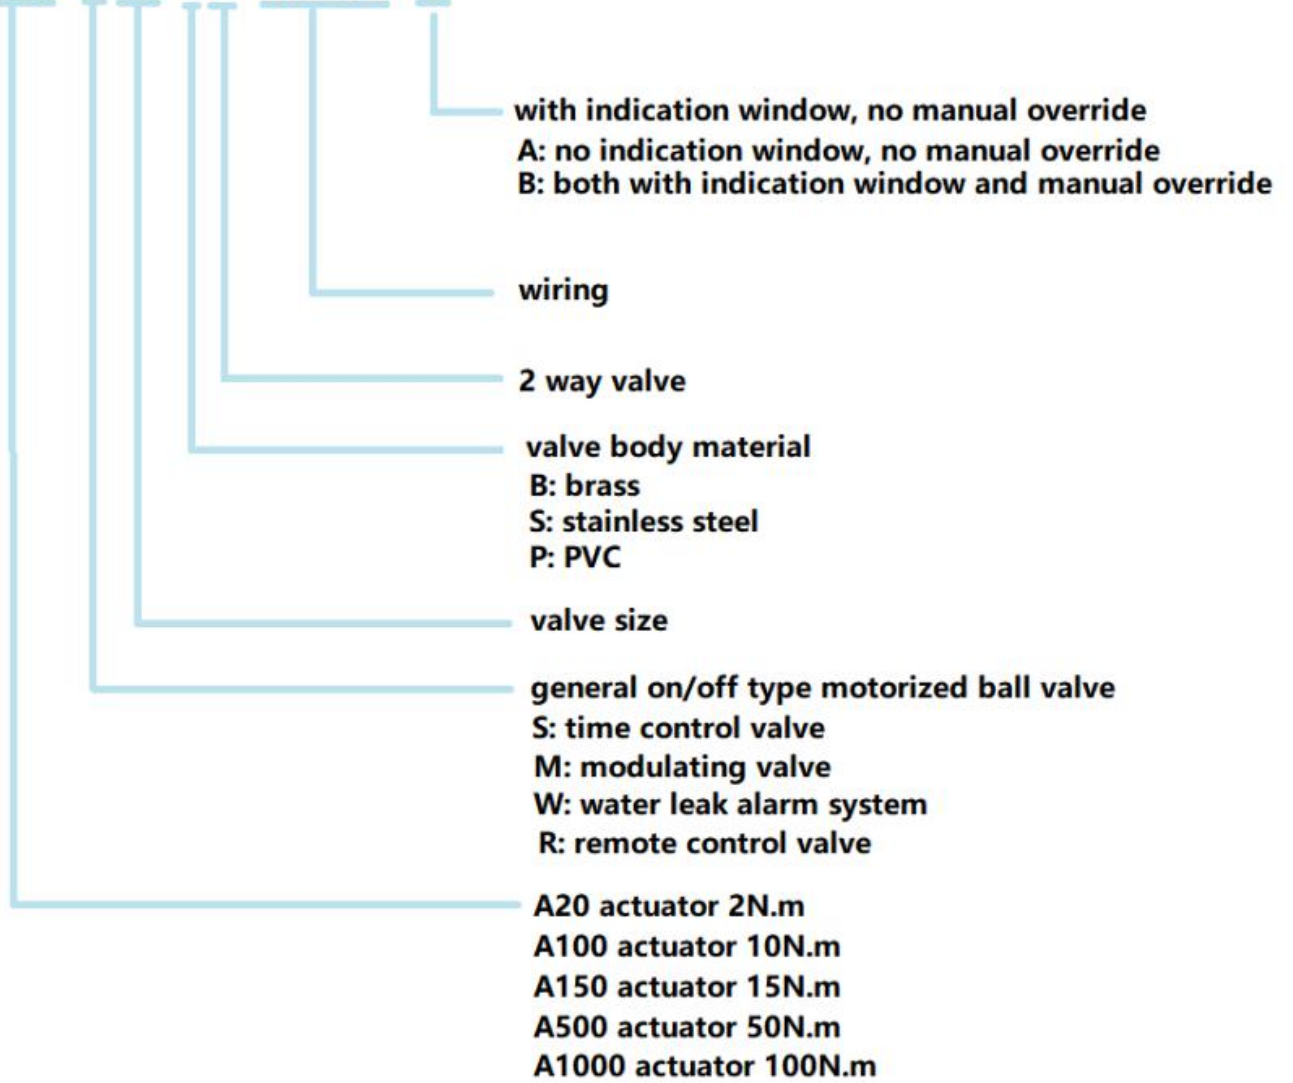 with indication window, no manual override
A: no indication window, no manual override
B: both with indication window and manual override
wiring
2 way valve
valve body material
B: brass
S: stainless steel
P: PVC
valve size
general on/off type motorized ball valve
S: time control valve
M: modulating valve
W: water leak alarm system
R: remote control valve
A20 actuator 2N.m
A100 actuator 10N.m
A150 actuator 15N.m
A500 actuator 50N.m
A1000 actuator 100N.m